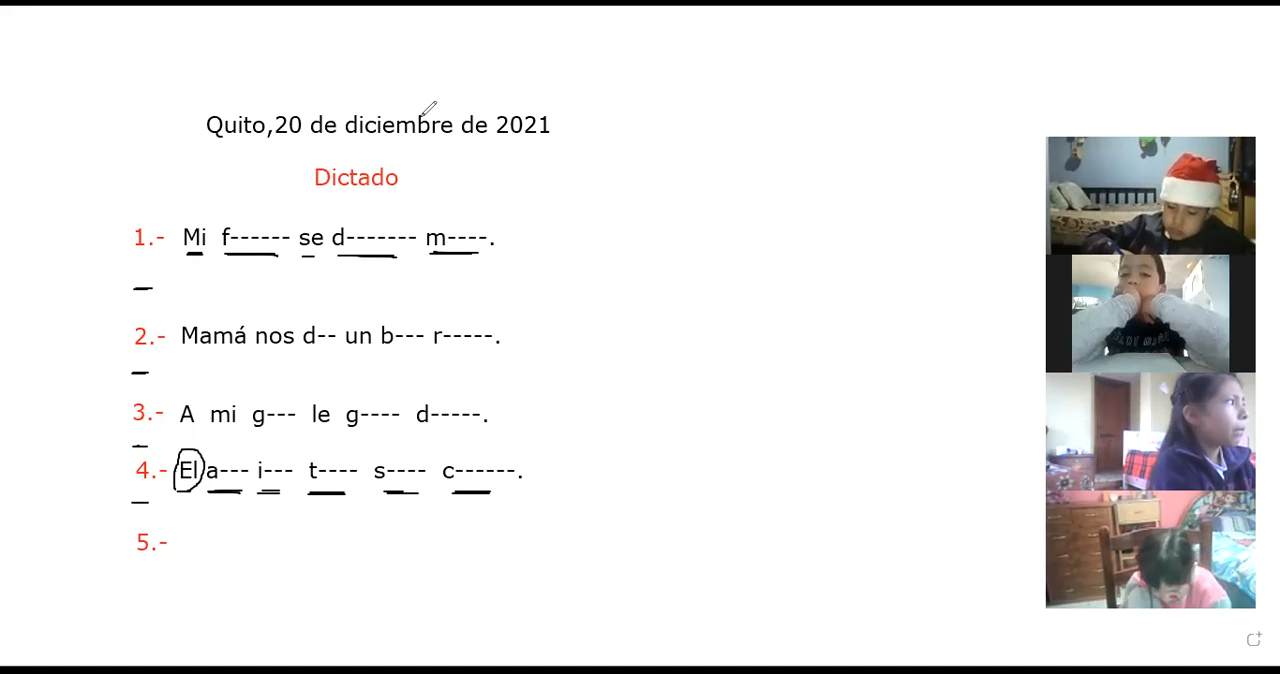 Quito,20 de diciembre de 2021
Dictado
1.- Mi f------ se d------- m----.
2.- Mamá nos d-- un b--- r-----.
3.- A mi g--- le g---- d-----.
4.- El a--- i--- t---- s---- c------.
5.-